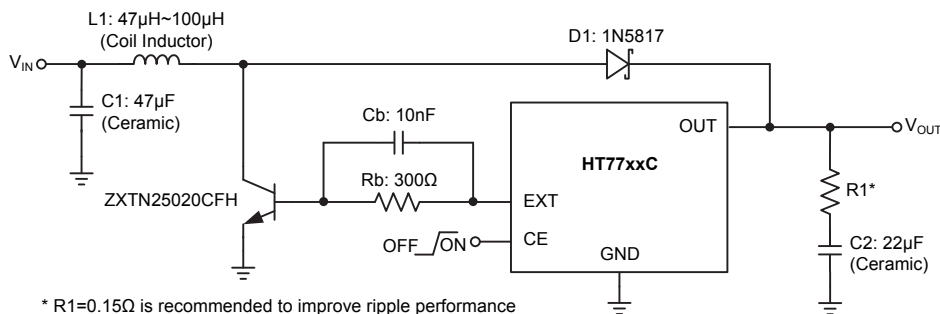 L1: 47µH~100µH
(Coil Inductor)
D1: 1N5817
VIN
C1: 47µF
(Ceramic)
Cb: 10nF
OUT
VOUT
HT77xxC
Rb: 300Ω
R1*
ZXTN25020CFH
EXT
OFF ON
CE
GND
C2: 22µF
(Ceramic)
* R1=0.15Ω is recommended to improve ripple performance